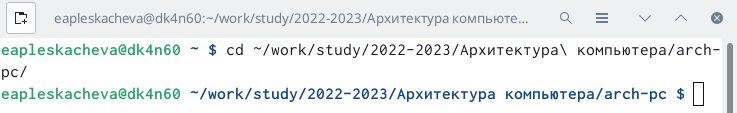 eapleskacheva@dk4n60:~/work/study/2022-2023/Архитектура компьюте...
eapleskacheva@dk4n60 ~ $ cd ~/work/study/2022-2023/Архитектура\ компьютера/arch-
pc/
eapleskacheva@dk4n60 ~/work/study/2022-2023/Архитектура компьютера/arch-pc $